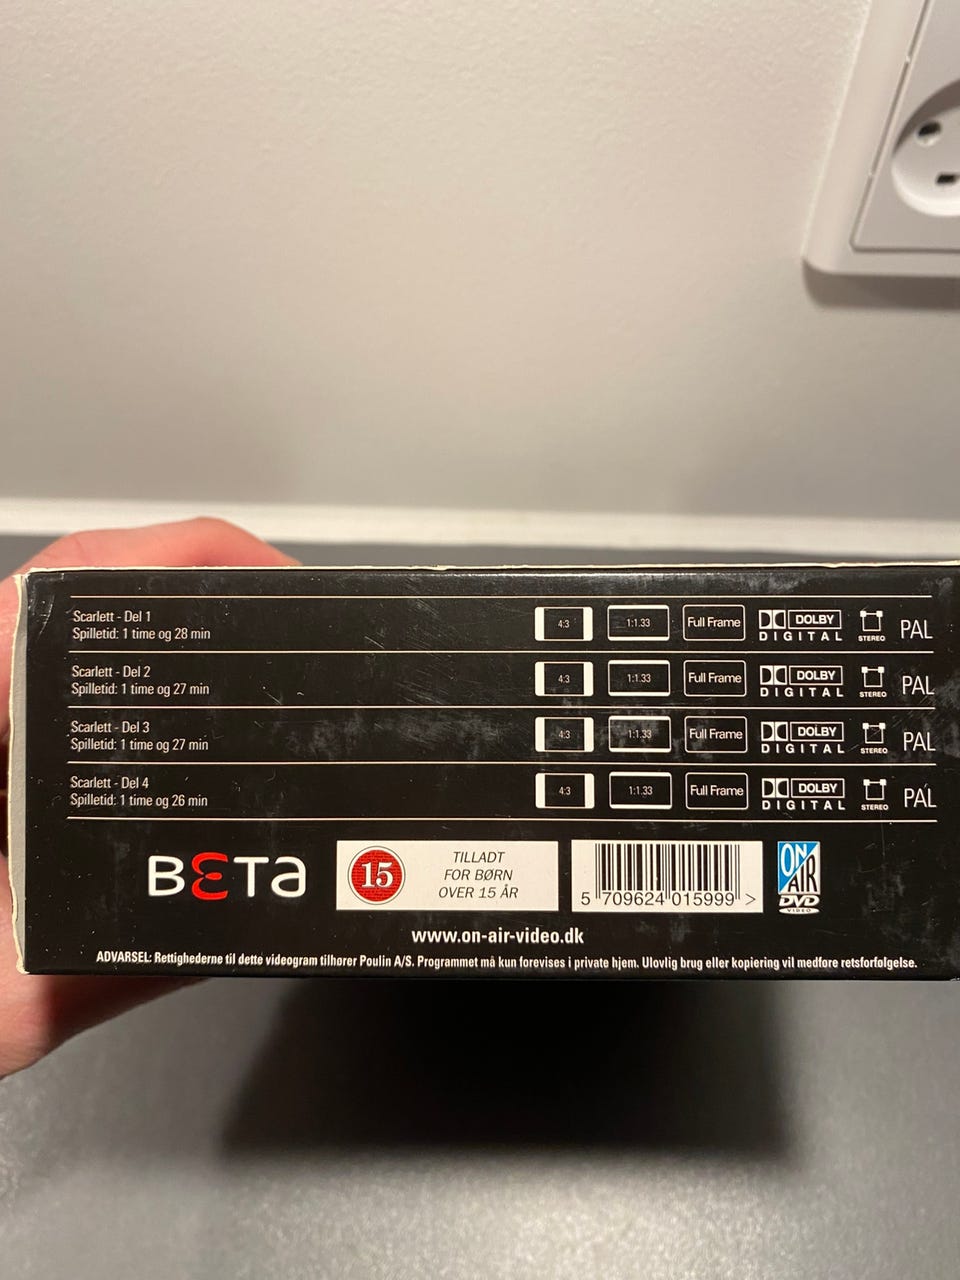 Scarlett - Del 1
Spilletid: 1 time og 28 min
4:3 1:1.33 Full Frame DOLBY DIGITAL STEREO PAL
Scarlett - Del 2
Spilletid: 1 time og 27 min
4:3 1:1.33 Full Frame DOLBY DIGITAL STEREO PAL
Scarlett - Del 3
Spilletid: 1 time og 27 min
4:3 1:1.33 Full Frame DOLBY DIGITAL STEREO PAL
Scarlett - Del 4
Spilletid: 1 time og 26 min
4:3 1:1.33 Full Frame DOLBY DIGITAL STEREO PAL
BETA
15
TILLADT
FOR BØRN
OVER 15 ÅR
5 709624 015999 >
ON
AIR
DVD
VIDEO
www.on-air-video.dk
ADVARSEL: Rettighederne til dette videogram tilhører Poulin A/S. Programmet må kun forevises i private hjem. Ulovlig brug eller kopiering vil medføre retsforfølgelse.